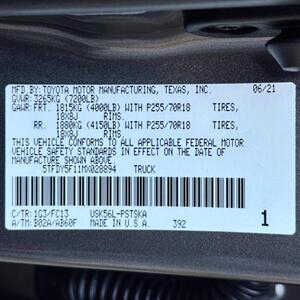 MFD.BY:TOYOTA MOTOR MANUFACTURING, TEXAS, INC. 06/21
GVWR:3265KG (7200LB)
GAWR:FRT. 1815KG (4000LB) WITH P255/70R18 TIRES,
18X8J RIMS.
RR. 1880KG (4150LB) WITH P255/70R18 TIRES,
18X8J RIMS.
THIS VEHICLE CONFORMS TO ALL APPLICABLE FEDERAL MOTOR
VEHICLE SAFETY STANDARDS IN EFFECT ON THE DATE OF
MANUFACTURE SHOWN ABOVE.
5TFDY5F11MX028894 TRUCK
C/TR:1G3/FC13 USK56L-PSTSKA
A/TM:B02A/AB60F MADE IN U.S.A. 392 1